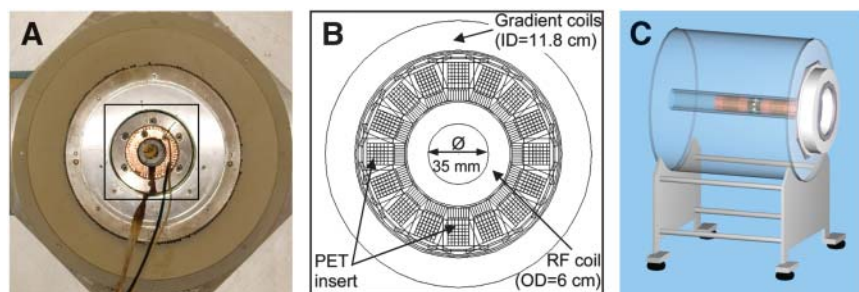 A
B
Gradient coils
(ID=11.8 cm)
Ø
35 mm
PET
insert
RF coil
(OD=6 cm)
C